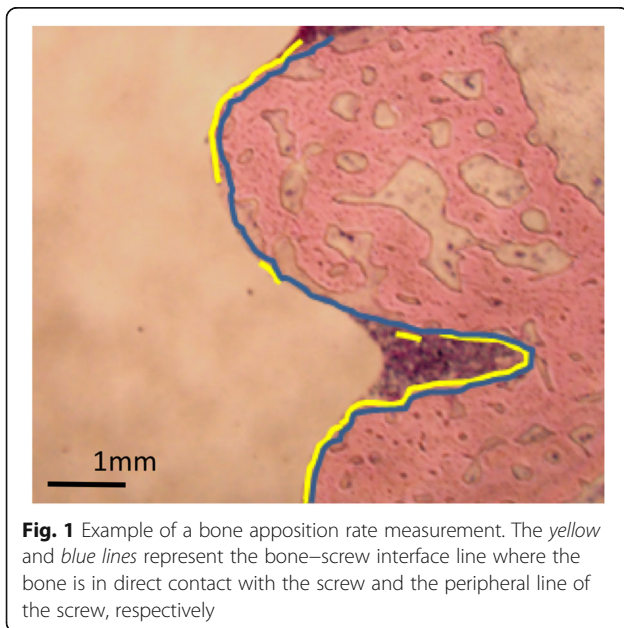 1mm
Fig. 1 Example of a bone apposition rate measurement. The yellow
and blue lines represent the bone–screw interface line where the
bone is in direct contact with the screw and the peripheral line of
the screw, respectively